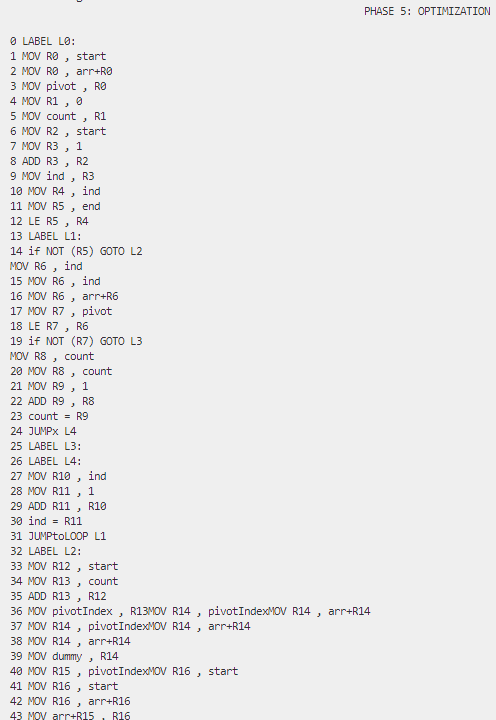 PHASE 5: OPTIMIZATION
0 LABEL L0:
1 MOV R0 , start
2 MOV R0 , arr+R0
3 MOV pivot , R0
4 MOV R1 , 0
5 MOV count , R1
6 MOV R2 , start
7 MOV R3 , 1
8 ADD R3 , R2
9 MOV ind , R3
10 MOV R4 , ind
11 MOV R5 , end
12 LE R5 , R4
13 LABEL L1:
14 if NOT (R5) GOTO L2
MOV R6 , ind
15 MOV R6 , ind
16 MOV R6 , arr+R6
17 MOV R7 , pivot
18 LE R7 , R6
19 if NOT (R7) GOTO L3
MOV R8 , count
20 MOV R8 , count
21 MOV R9 , 1
22 ADD R9 , R8
23 count = R9
24 JUMPx L4
25 LABEL L3:
26 LABEL L4:
27 MOV R10 , ind
28 MOV R11 , 1
29 ADD R11 , R10
30 ind = R11
31 JUMPtoLOOP L1
32 LABEL L2:
33 MOV R12 , start
34 MOV R13 , count
35 ADD R13 , R12
36 MOV pivotIndex , R13MOV R14 , pivotIndexMOV R14 , arr+R14
37 MOV R14 , pivotIndexMOV R14 , arr+R14
38 MOV R14 , arr+R14
39 MOV dummy , R14
40 MOV R15 , pivotIndexMOV R16 , start
41 MOV R16 , start
42 MOV R16 , arr+R16
43 MOV arr+R15 , R16